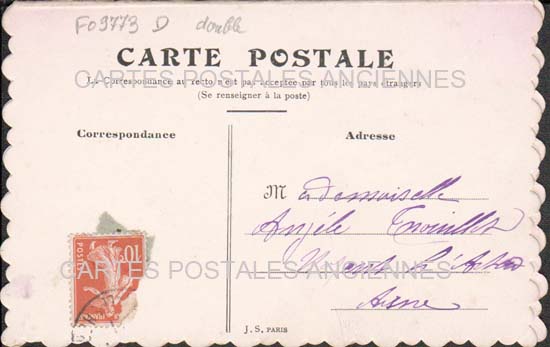 F09773 D double
CARTE POSTALE
La Correspondance au recto n'est pas acceptée par tous les pays étrangers
(Se renseigner à la poste)
CARTES POSTALES ANCIENNES
Correspondance
Adresse
Mademoiselle
Angèle
10
POSTES
CARTES POSTALES ANCIENNES
Aisne
J. S. PARIS